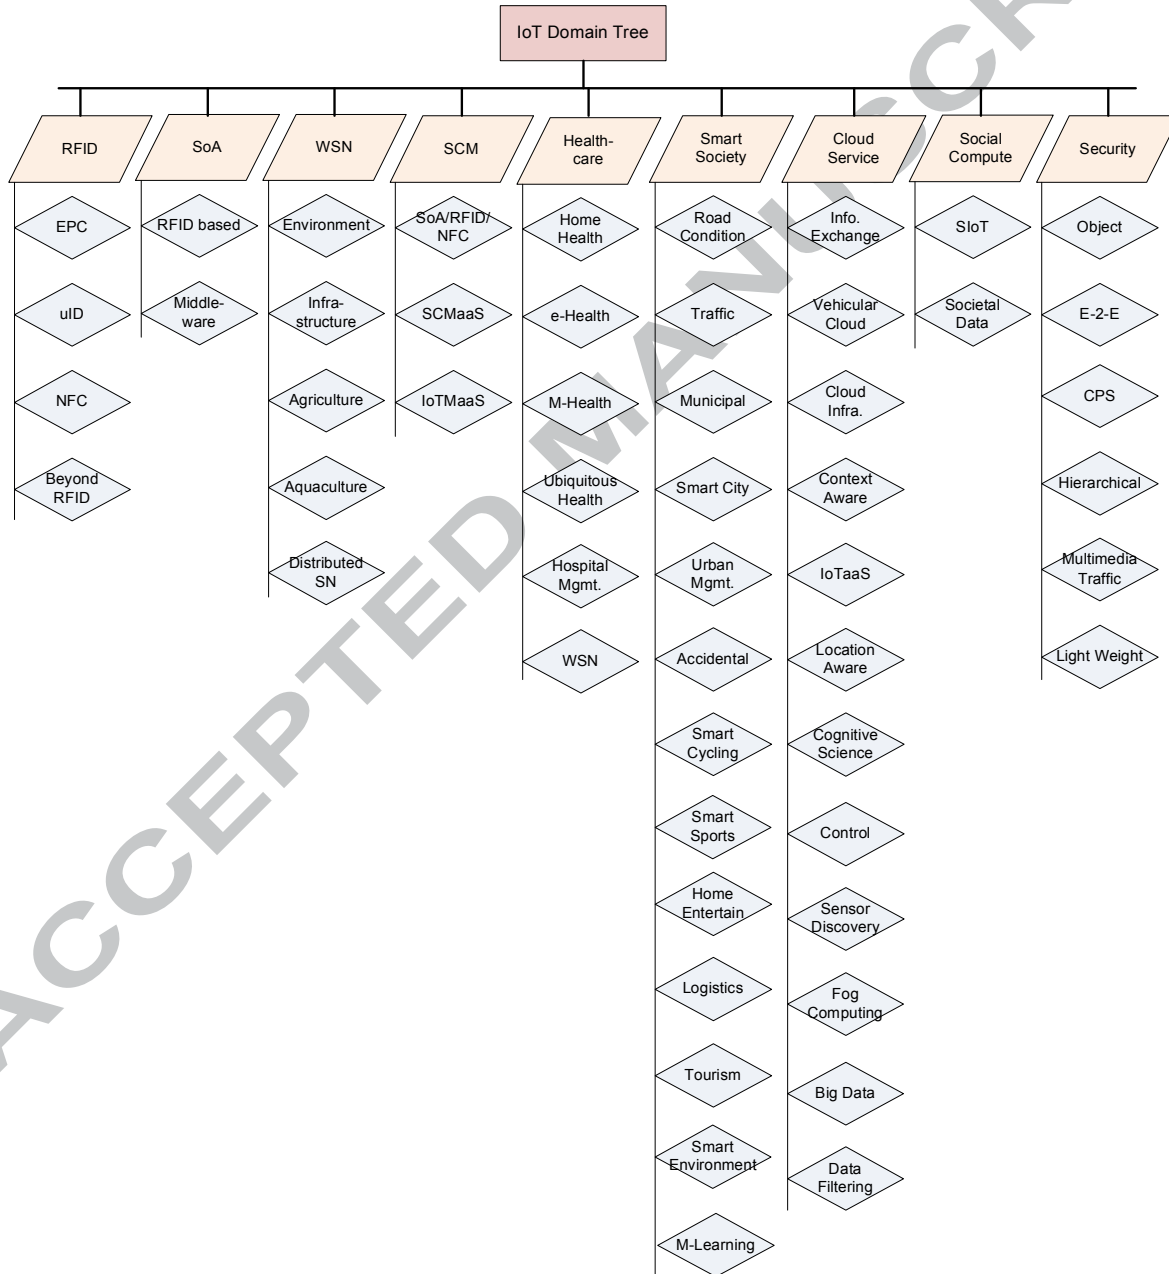 IoT Domain Tree
RFID
SoA
WSN
SCM
Health-
care
Smart
Society
Cloud
Service
Social
Compute
Security
EPC
uID
NFC
Beyond
RFID
RFID based
Middle-
ware
Environment
Infra-
structure
Agriculture
Aquaculture
Distributed
SN
SoA/RFID/
NFC
SCMaaS
IoTMaaS
Home
Health
e-Health
M-Health
Ubiquitous
Health
Hospital
Mgmt.
WSN
Road
Condition
Traffic
Municipal
Smart City
Urban
Mgmt.
Accidental
Smart
Cycling
Smart
Sports
Home
Entertain
Logistics
Tourism
Smart
Environment
M-Learning
Info.
Exchange
Vehicular
Cloud
Cloud
Infra.
Context
Aware
IoTaaS
Location
Aware
Cognitive
Science
Control
Sensor
Discovery
Fog
Computing
Big Data
Data
Filtering
SIoT
Societal
Data
Object
E-2-E
CPS
Hierarchical
Multimedia
Traffic
Light Weight
ACCEPTED MANUSCR